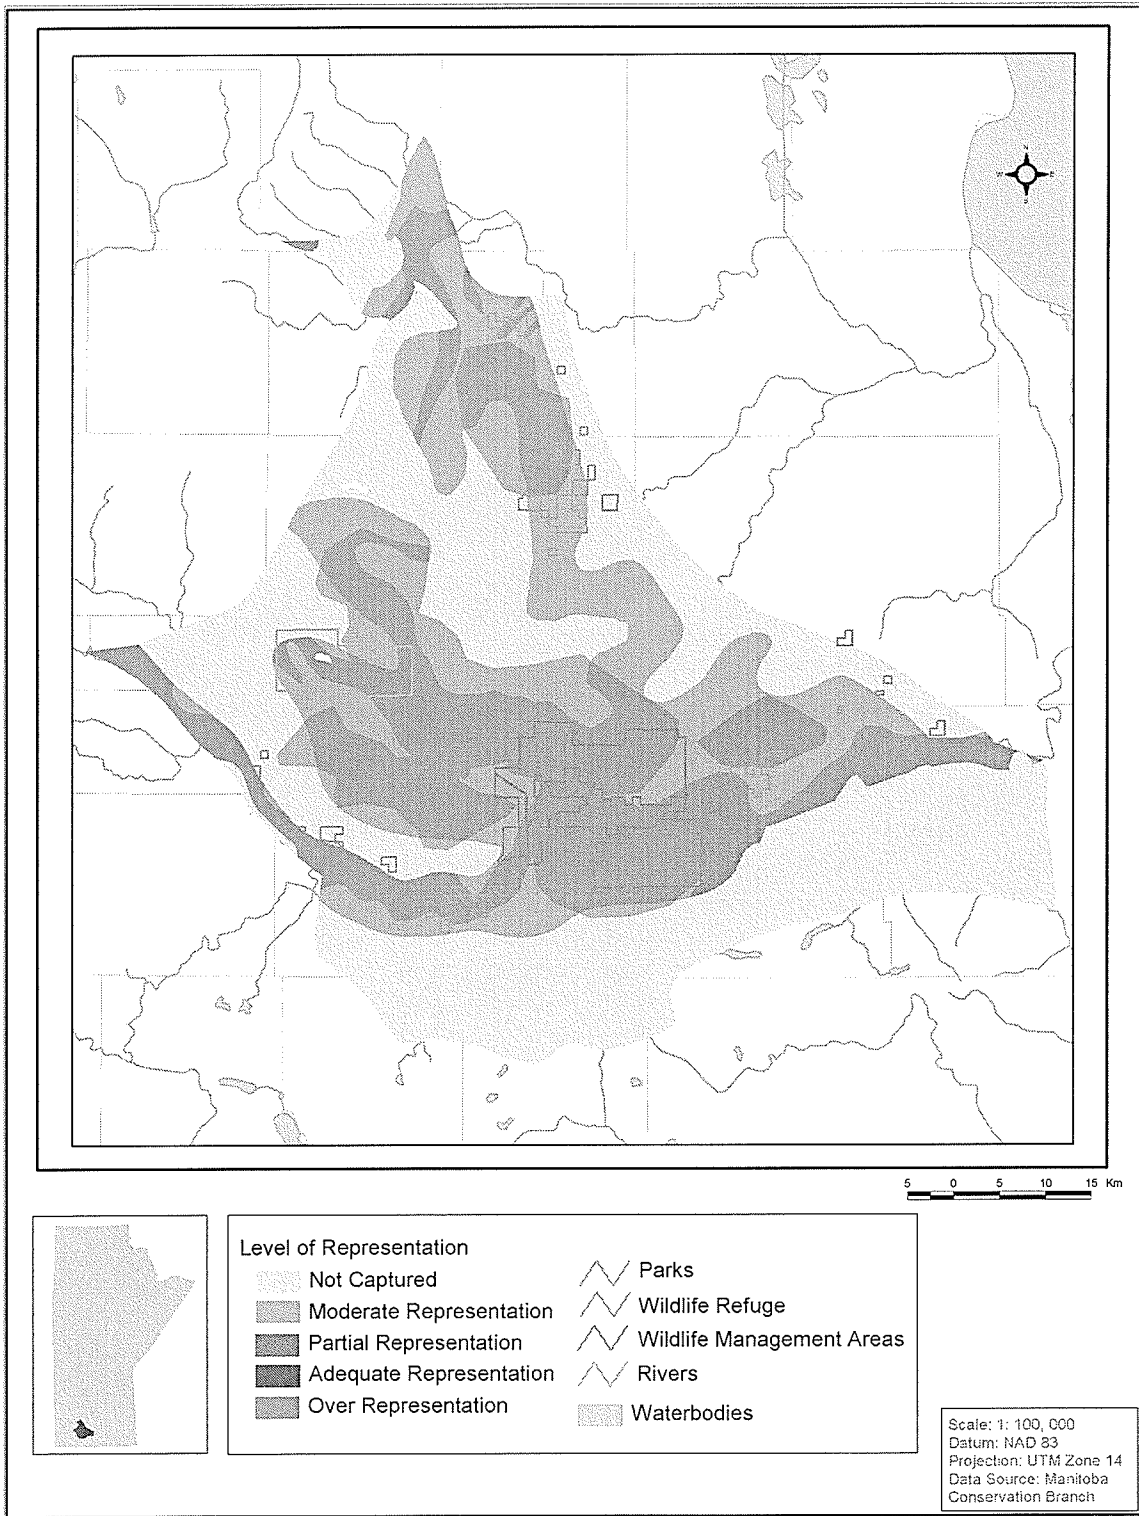 N
W E
S
5 0 5 10 15 Km
Level of Representation
Not Captured
Moderate Representation
Partial Representation
Adequate Representation
Over Representation
Parks
Wildlife Refuge
Wildlife Management Areas
Rivers
Waterbodies
Scale: 1: 100, 000
Datum: NAD 83
Projection: UTM Zone 14
Data Source: Manitoba
Conservation Branch